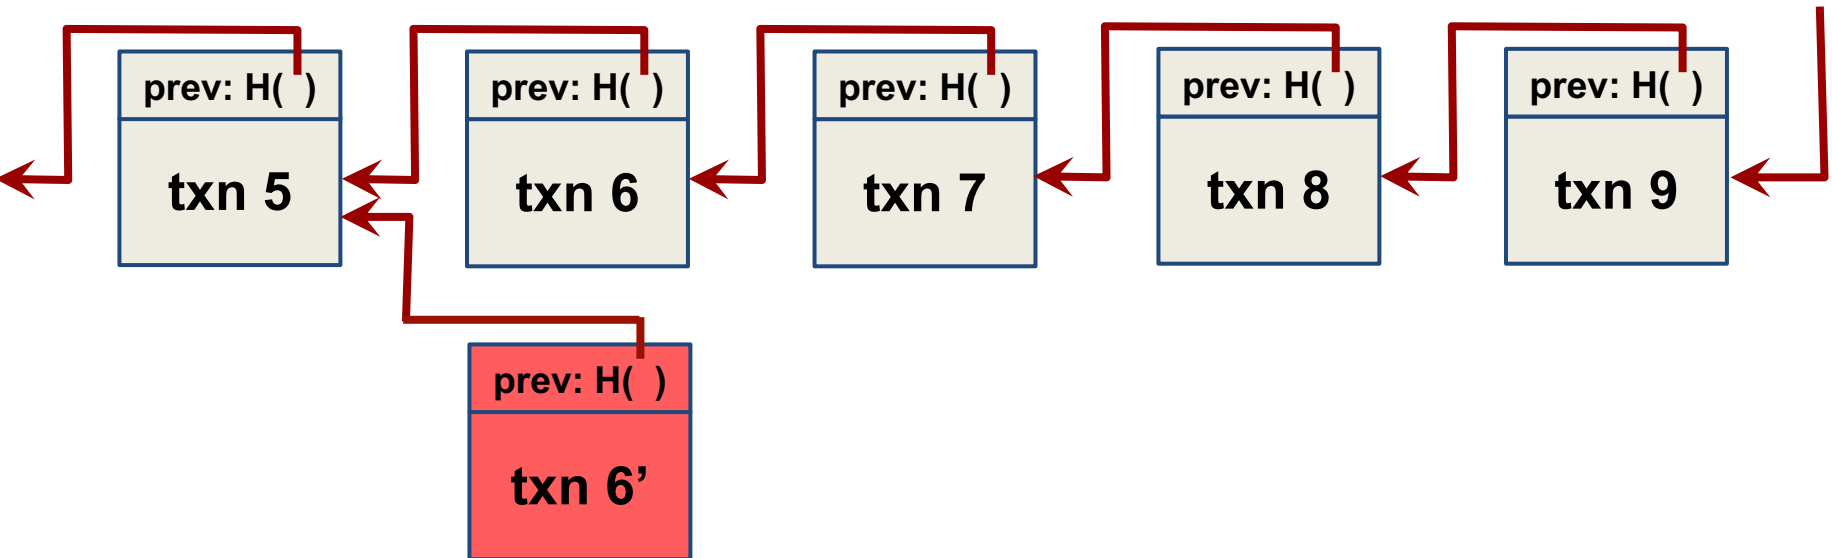 prev: H( )
txn 5
prev: H( )
txn 6
prev: H( )
txn 7
prev: H( )
txn 8
prev: H( )
txn 9
prev: H( )
txn 6’